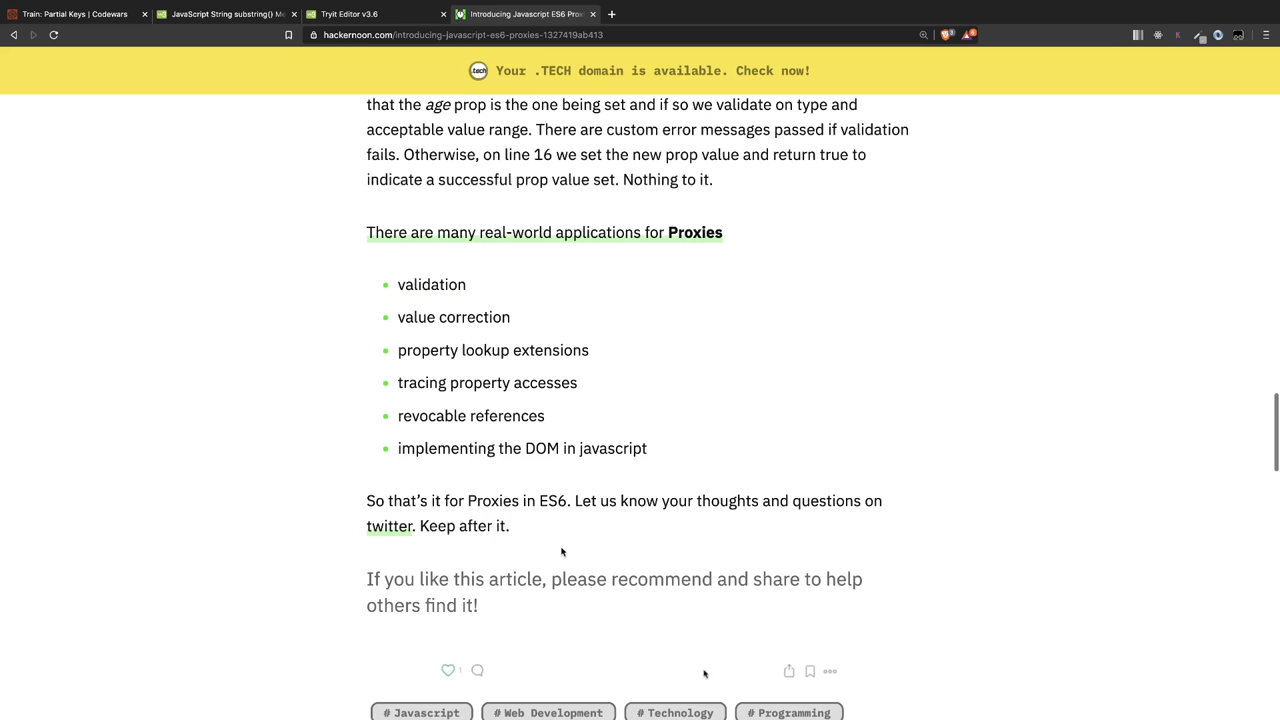 Train: Partial Keys | Codewars
JavaScript String substring() Me
Tryit Editor v3.6
Introducing Javascript ES6 Prox
hackernoon.com/introducing-javascript-es6-proxies-1327419ab413
.tech Your .TECH domain is available. Check now!
that the age prop is the one being set and if so we validate on type and
acceptable value range. There are custom error messages passed if validation
fails. Otherwise, on line 16 we set the new prop value and return true to
indicate a successful prop value set. Nothing to it.
There are many real-world applications for Proxies
validation
value correction
property lookup extensions
tracing property accesses
revocable references
implementing the DOM in javascript
So that's it for Proxies in ES6. Let us know your thoughts and questions on
twitter. Keep after it.
If you like this article, please recommend and share to help
others find it!
1
# Javascript
# Web Development
# Technology
# Programming